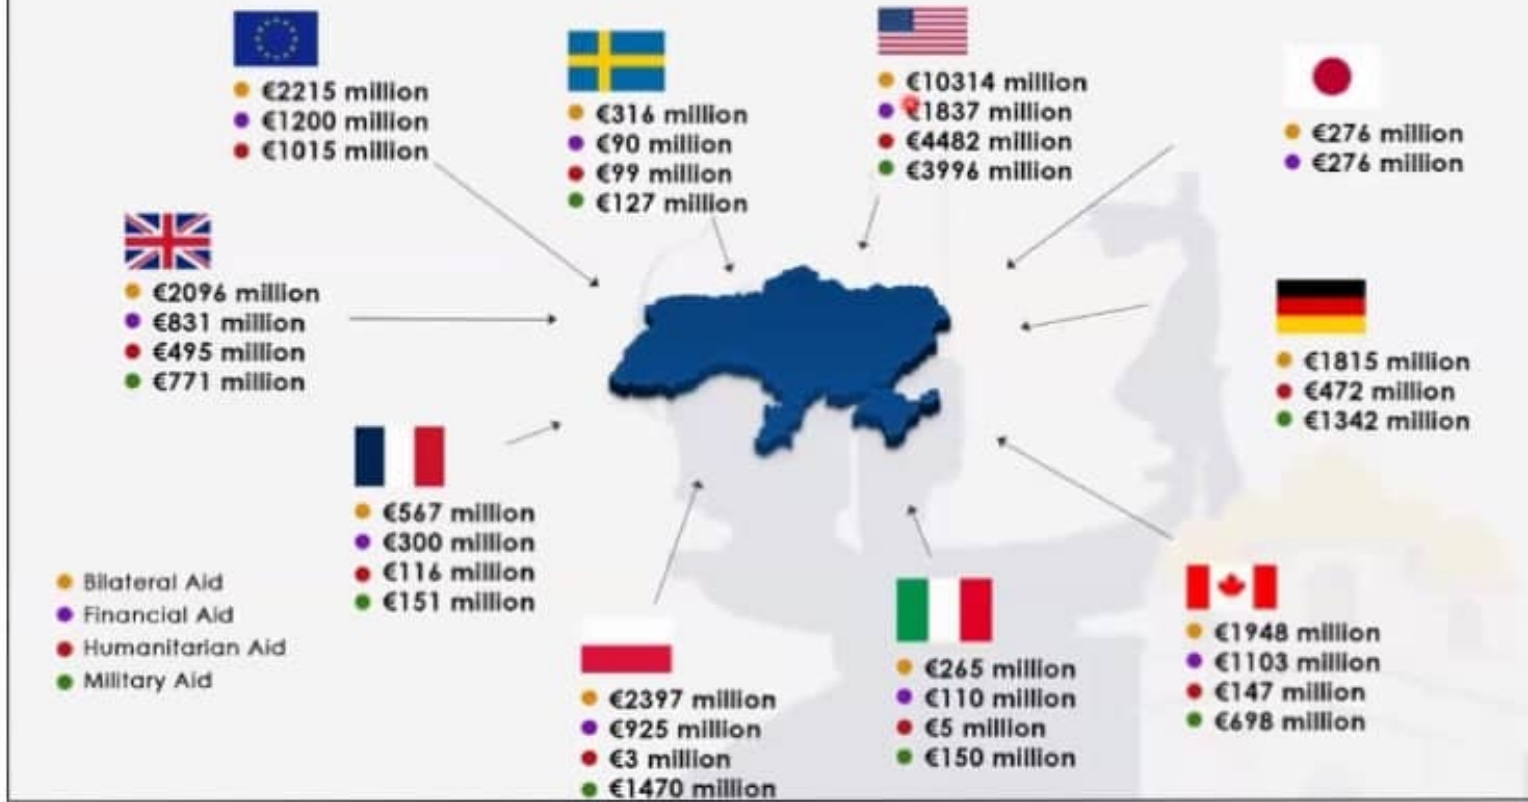 €2215 million
€1200 million
€1015 million
€316 million
€90 million
€99 million
€127 million
€10314 million
€1837 million
€4482 million
€3996 million
€276 million
€276 million
€2096 million
€831 million
€495 million
€771 million
€1815 million
€472 million
€1342 million
€567 million
€300 million
€116 million
€151 million
Bilateral Aid
Financial Aid
Humanitarian Aid
Military Aid
€2397 million
€925 million
€3 million
€1470 million
€265 million
€110 million
€5 million
€150 million
€1948 million
€1103 million
€147 million
€698 million